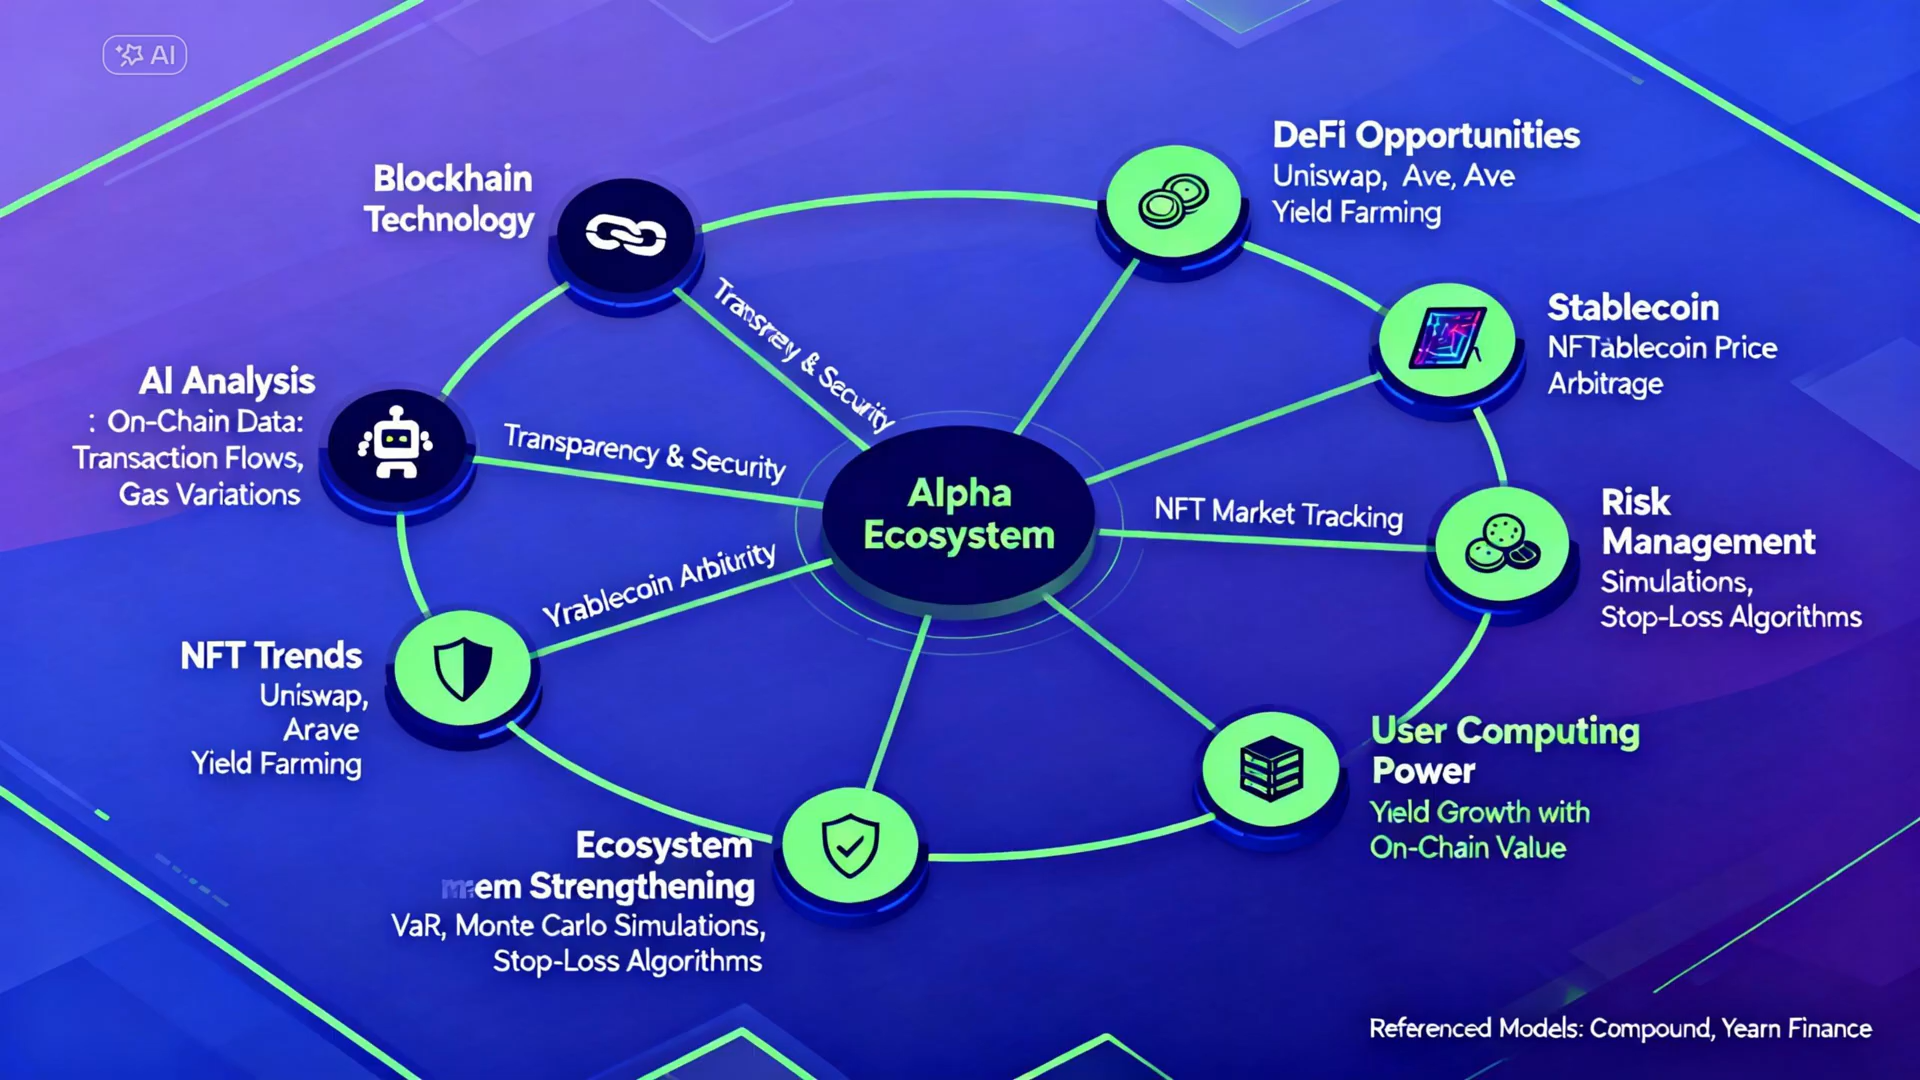 AI
Blockhain
Technology
DeFi Opportunities
Uniswap, Ave, Ave
Yield Farming
Stablecoin
NFTablecoin Price
Arbitrage
AI Analysis
: On-Chain Data:
Transaction Flows,
Gas Variations
& Security
Transparency & Security
Alpha
Ecosystem
NFT Market Tracking
Risk
Management
Simulations,
Stop-Loss Algorithms
Yrablecoin
NFT Trends
Uniswap,
Arave
Yield Farming
User Computing
Power
Yield Growth with
On-Chain Value
Ecosystem
em Strengthening
VaR, Monte Carlo Simulations,
Stop-Loss Algorithms
Referenced Models: Compound, Yearn Finance